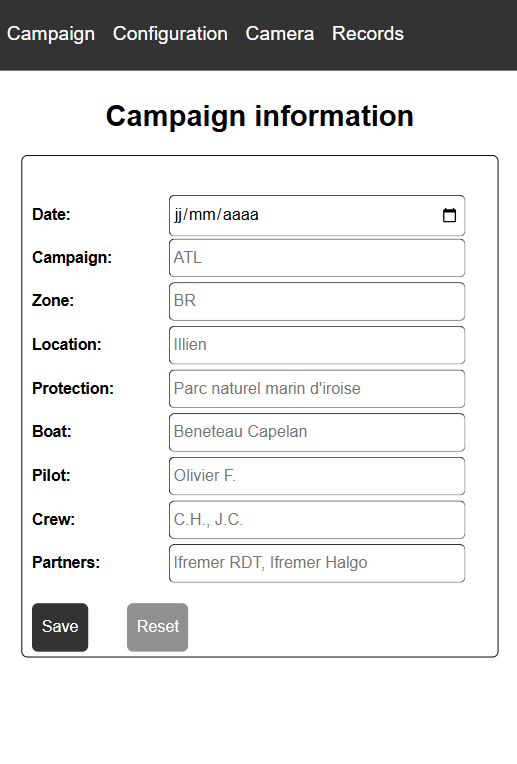 Campaign Configuration Camera Records
Campaign information
Date: jj/mm/aaaa
Campaign: ATL
Zone: BR
Location: Illien
Protection: Parc naturel marin d'iroise
Boat: Beneteau Capelan
Pilot: Olivier F.
Crew: C.H., J.C.
Partners: Ifremer RDT, Ifremer Halgo
Save Reset